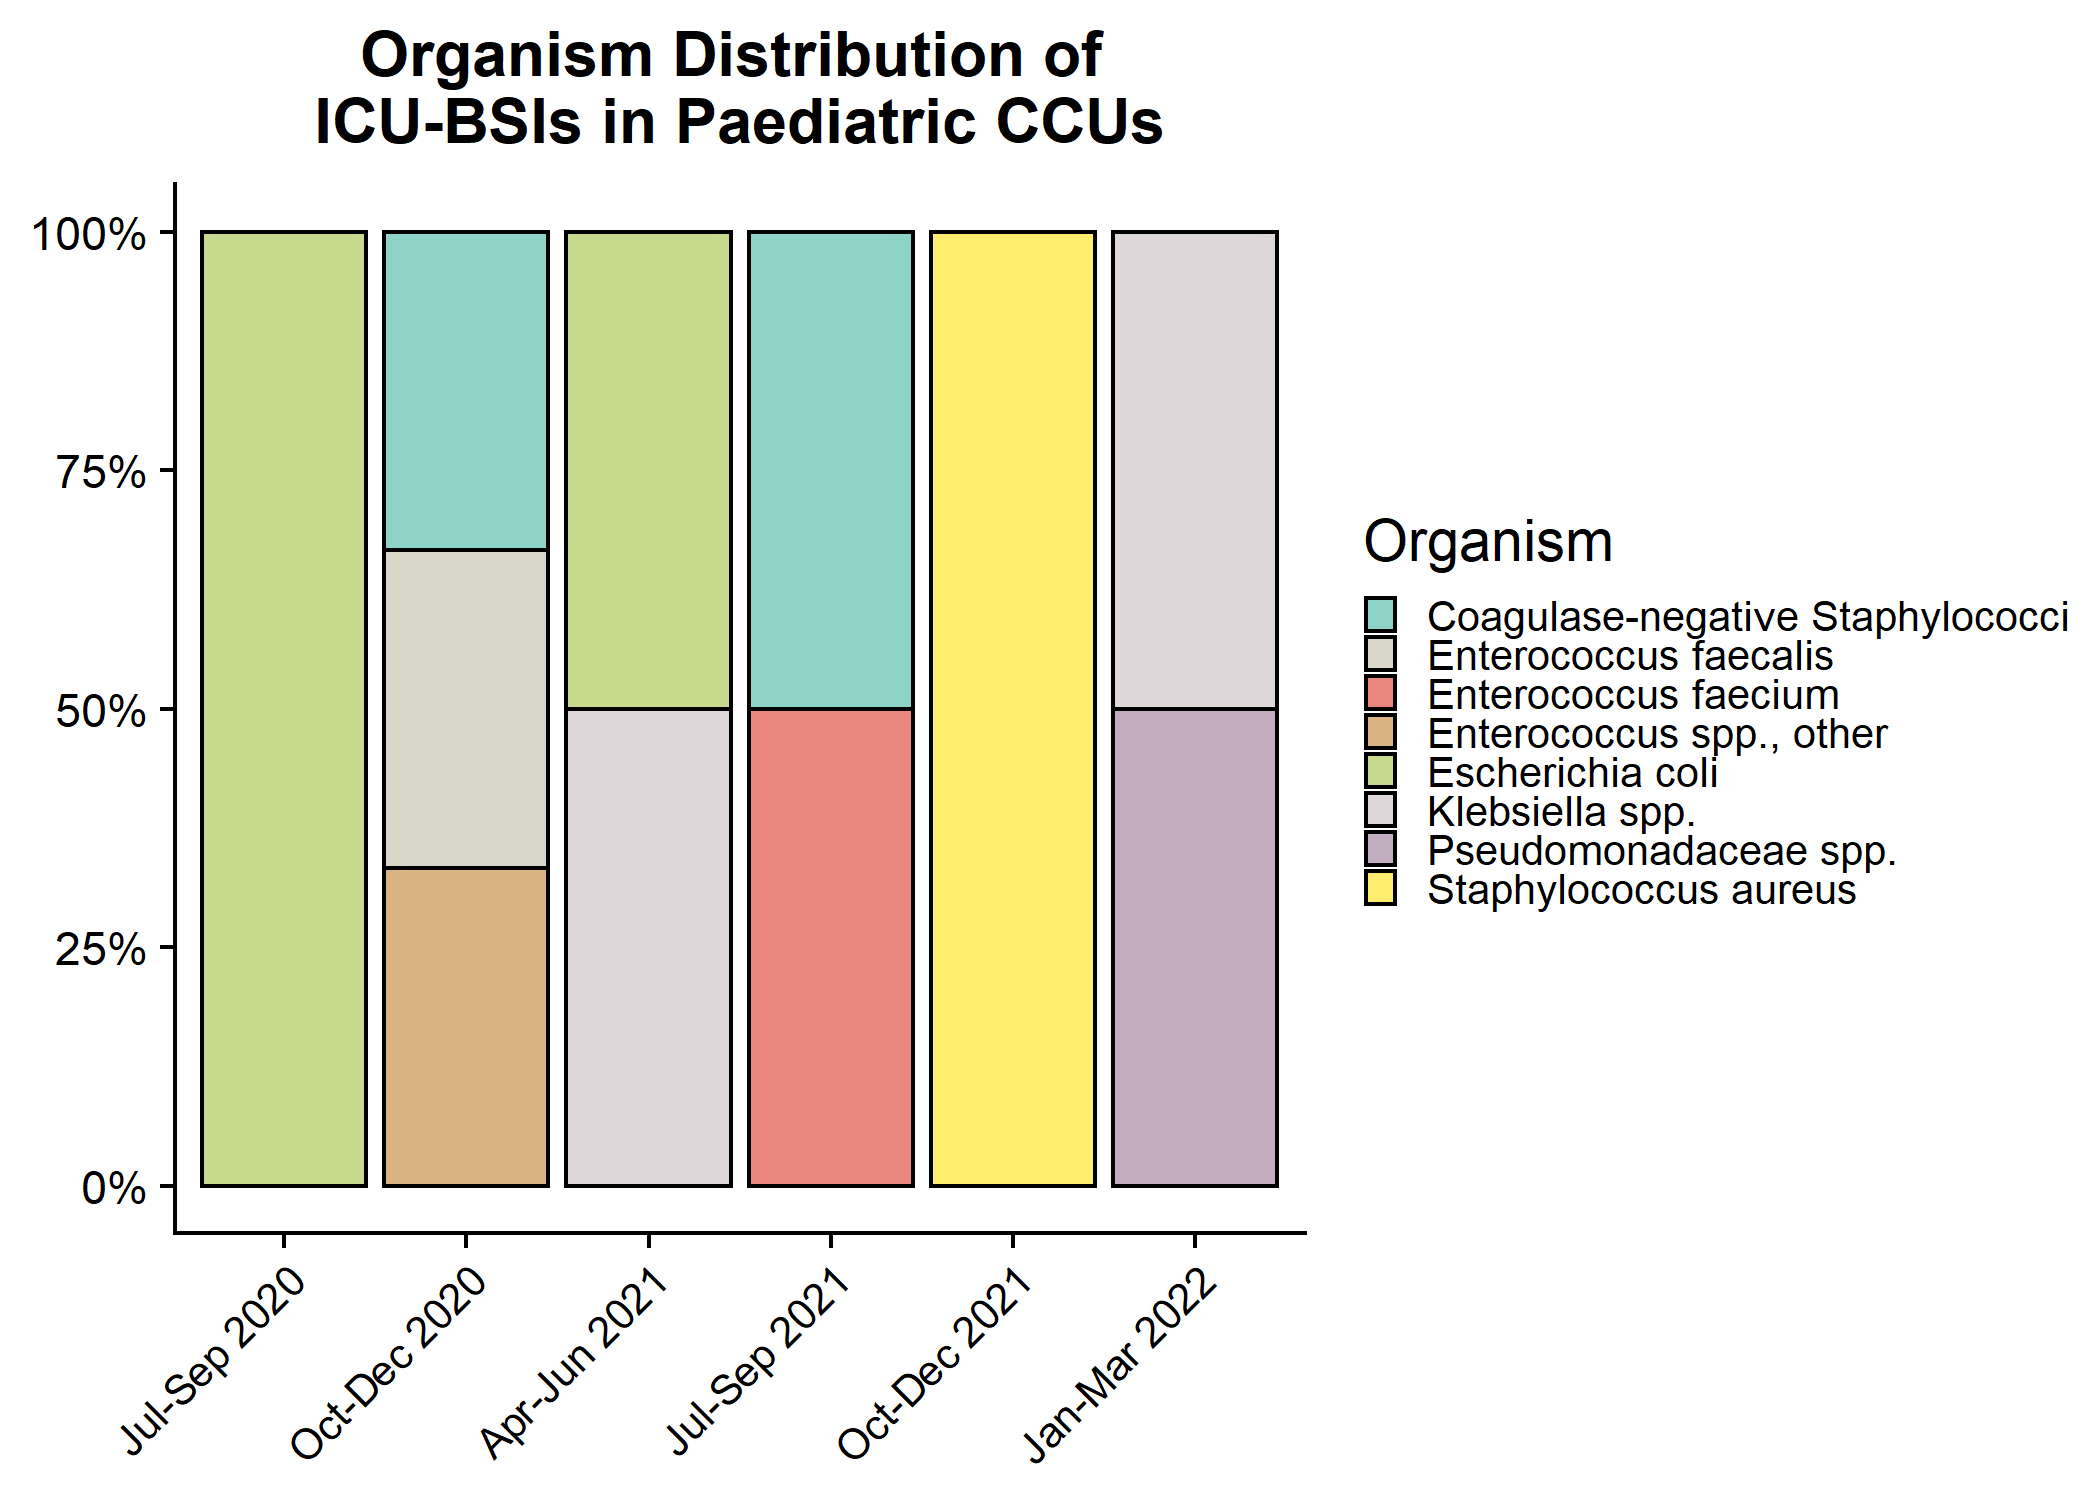 Organism Distribution of
ICU-BSIs in Paediatric CCUs
100%
75%
50%
25%
0%
Jul-Sep 2020
Oct-Dec 2020
Apr-Jun 2021
Jul-Sep 2021
Oct-Dec 2021
Jan-Mar 2022
Organism
Coagulase-negative Staphylococci
Enterococcus faecalis
Enterococcus faecium
Enterococcus spp., other
Escherichia coli
Klebsiella spp.
Pseudomonadaceae spp.
Staphylococcus aureus